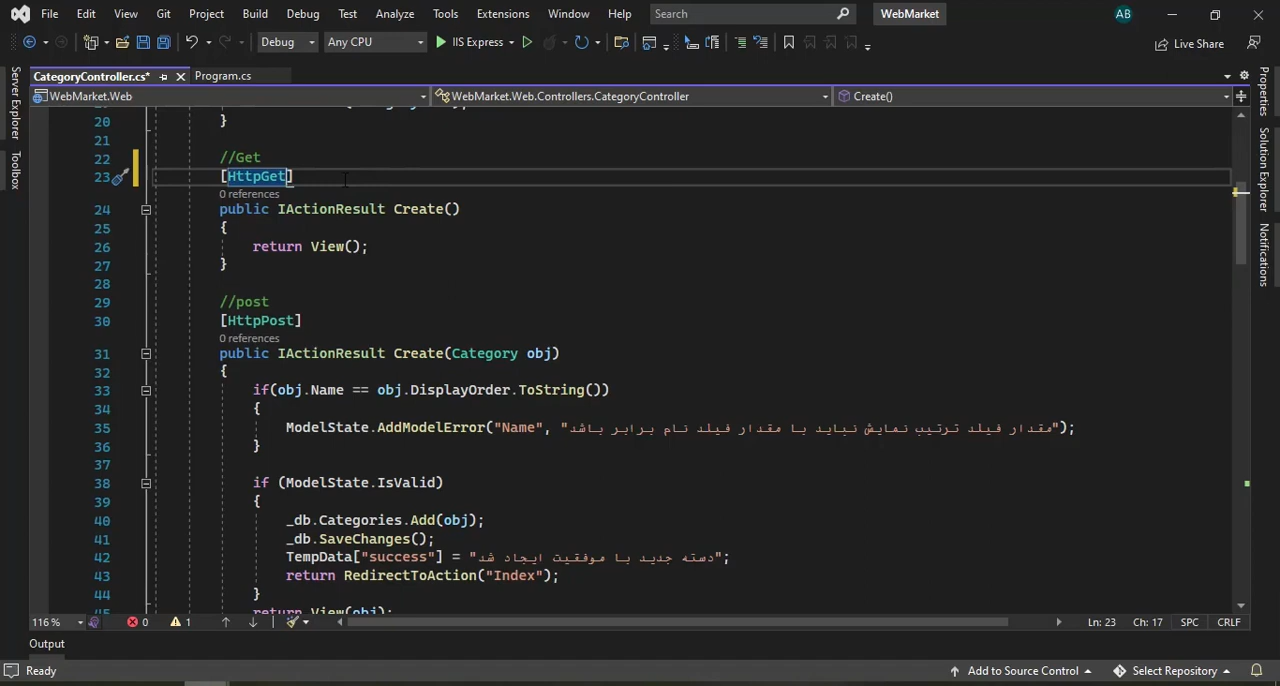 File Edit View Git Project Build Debug Test Analyze Tools Extensions Window Help Search WebMarket AB
Debug Any CPU IIS Express Live Share
CategoryController.cs* Program.cs
WebMarket.Web WebMarket.Web.Controllers.CategoryController Create()
Server Explorer
Toolbox
Properties
Solution Explorer
Notifications
20 }
21
22 //Get
23 [HttpGet]
0 references
24 public IActionResult Create()
25 {
26 return View();
27 }
28
29 //post
30 [HttpPost]
0 references
31 public IActionResult Create(Category obj)
32 {
33 if(obj.Name == obj.DisplayOrder.ToString())
34 {
35 ModelState.AddModelError("Name", "مقدار فیلد ترتیب نمایش نباید با مقدار فیلد نام برابر باشد");
36 }
37
38 if (ModelState.IsValid)
39 {
40 _db.Categories.Add(obj);
41 _db.SaveChanges();
42 TempData["success"] = "دسته جدید با موفقیت ایجاد شد";
43 return RedirectToAction("Index");
44 }
45 return View(obj);
116 % 0 1 Ln: 23 Ch: 17 SPC CRLF
Output
Ready Add to Source Control Select Repository